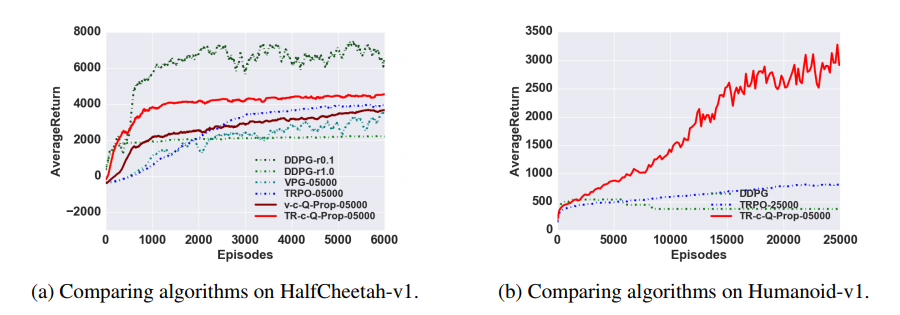 8000
6000
4000
2000
0
−2000
AverageReturn
0 1000 2000 3000 4000 5000 6000
Episodes
DDPG-r0.1
DDPG-r1.0
VPG-05000
TRPO-05000
v-c-Q-Prop-05000
TR-c-Q-Prop-05000
(a) Comparing algorithms on HalfCheetah-v1.
3500
3000
2500
2000
1500
1000
500
0
AverageReturn
0 5000 10000 15000 20000 25000
Episodes
DDPG
TRPO-25000
TR-c-Q-Prop-05000
(b) Comparing algorithms on Humanoid-v1.